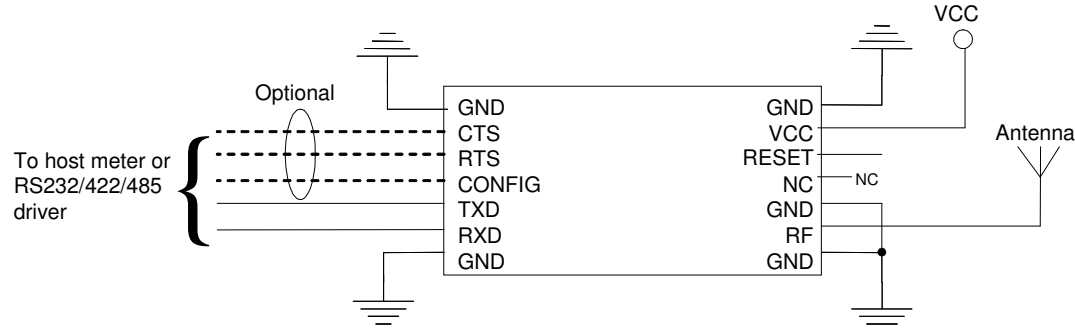 VCC
Optional
GND
GND
CTS
VCC
Antenna
RTS
RESET
To host meter or
RS232/422/485
driver
CONFIG
NC
NC
TXD
GND
RXD
RF
GND
GND